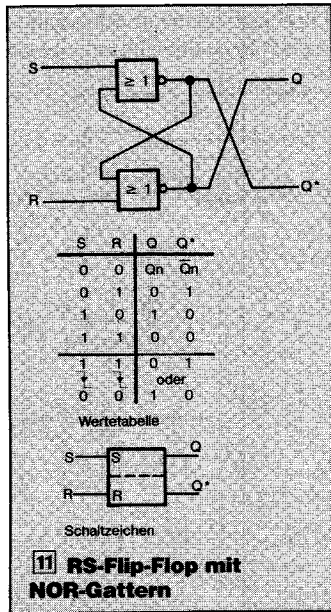 S
≥ 1
Q
≥ 1
Q*
R
S R Q Q*
0 0 Qn Q̅n
0 1 0 1
1 0 1 0
1 1 0 0
1 1 0 1
oder
0 0 1 0
Wertetabelle
S S Q
R R Q*
Schaltzeichen
11 RS-Flip-Flop mit
NOR-Gattern